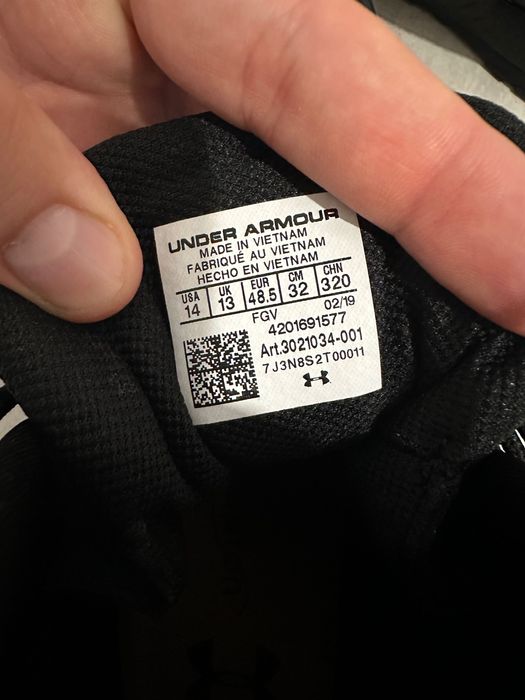 UNDER ARMOUR
MADE IN VIETNAM
FABRIQUÉ AU VIETNAM
HECHO EN VIETNAM
USA UK EUR CM CHN
14 13 48.5 32 320
FGV 02/19
4201691577
Art.3021034-001
7J3N8S2T00011